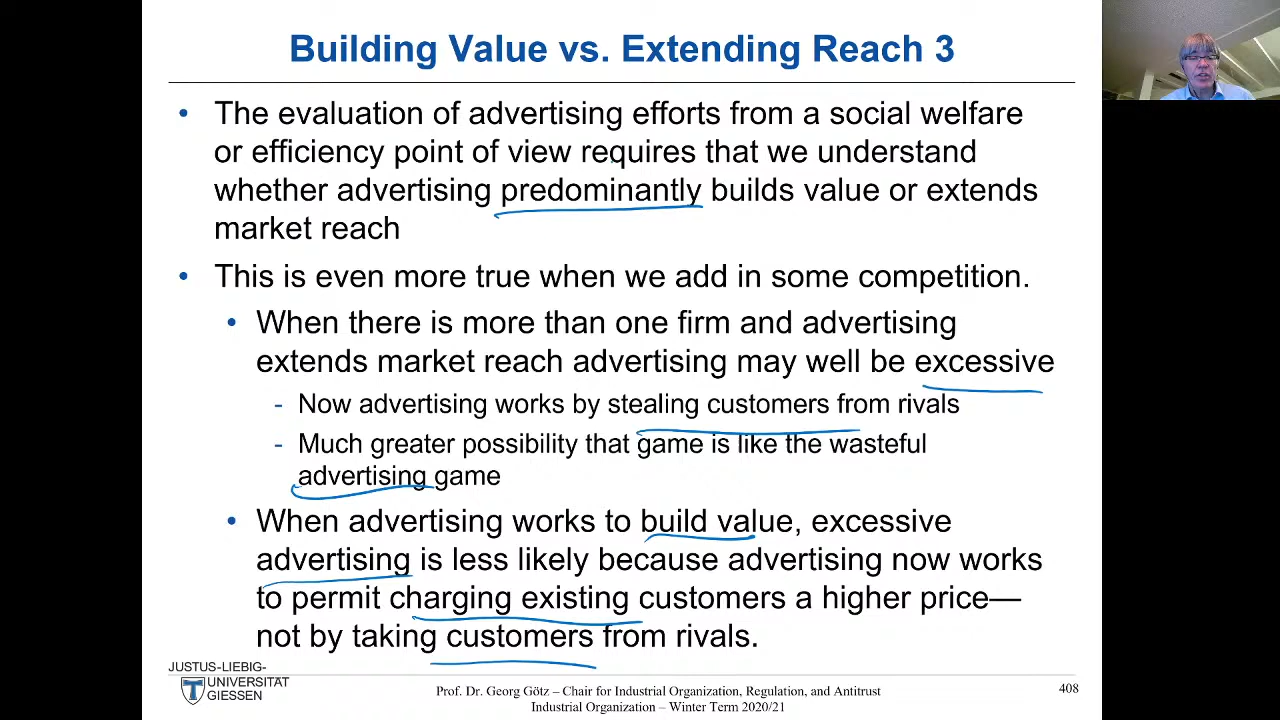 Building Value vs. Extending Reach 3
• The evaluation of advertising efforts from a social welfare
or efficiency point of view requires that we understand
whether advertising predominantly builds value or extends
market reach
• This is even more true when we add in some competition.
• When there is more than one firm and advertising
extends market reach advertising may well be excessive
- Now advertising works by stealing customers from rivals
- Much greater possibility that game is like the wasteful
advertising game
• When advertising works to build value, excessive
advertising is less likely because advertising now works
to permit charging existing customers a higher price—
not by taking customers from rivals.
JUSTUS-LIEBIG-
UNIVERSITÄT
GIESSEN
Prof. Dr. Georg Götz – Chair for Industrial Organization, Regulation, and Antitrust
Industrial Organization – Winter Term 2020/21
408